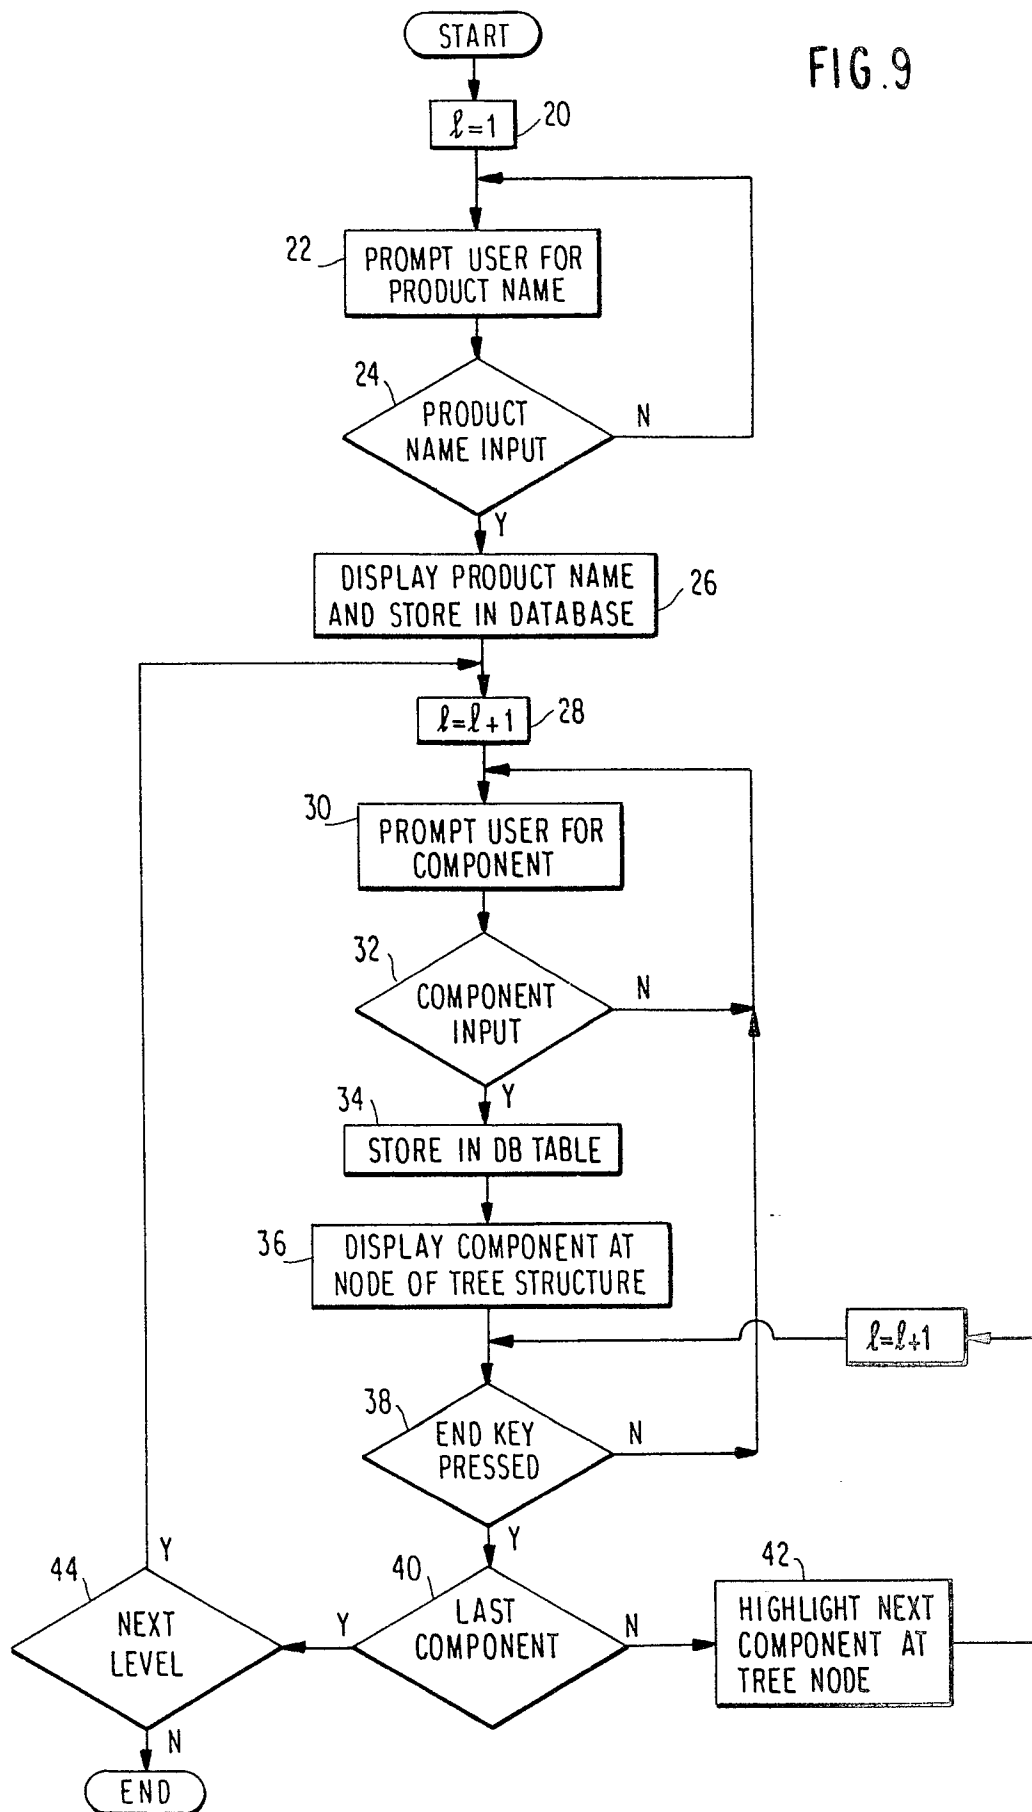 START
FIG.9
ℓ=1
20
22
PROMPT USER FOR
PRODUCT NAME
24
PRODUCT
NAME INPUT
N
Y
DISPLAY PRODUCT NAME
AND STORE IN DATABASE
26
ℓ=ℓ+1
28
30
PROMPT USER FOR
COMPONENT
32
COMPONENT
INPUT
N
Y
34
STORE IN DB TABLE
36
DISPLAY COMPONENT AT
NODE OF TREE STRUCTURE
ℓ=ℓ+1
38
END KEY
PRESSED
N
Y
40
LAST
COMPONENT
Y
N
42
HIGHLIGHT NEXT
COMPONENT AT
TREE NODE
44
NEXT
LEVEL
Y
N
END